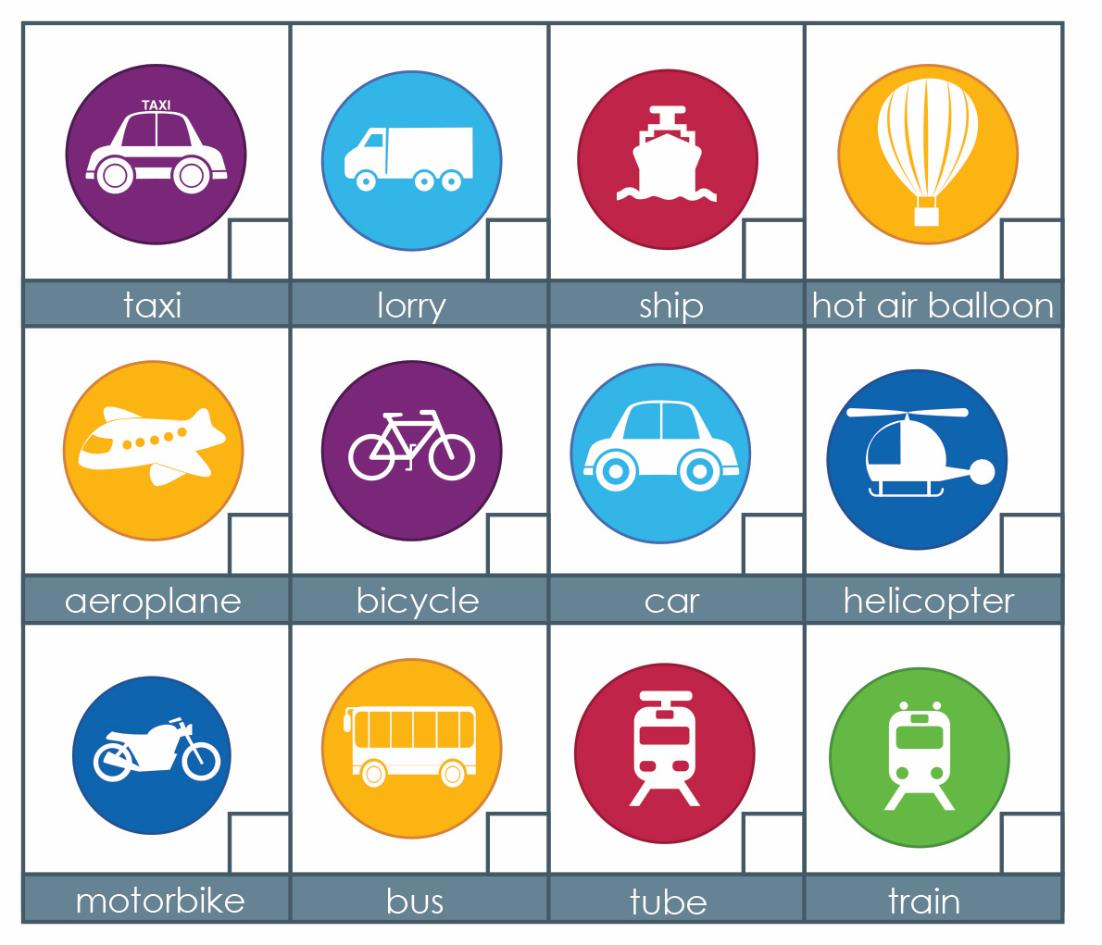 TAXI
taxi
lorry
ship
hot air balloon
aeroplane
bicycle
car
helicopter
motorbike
bus
tube
train